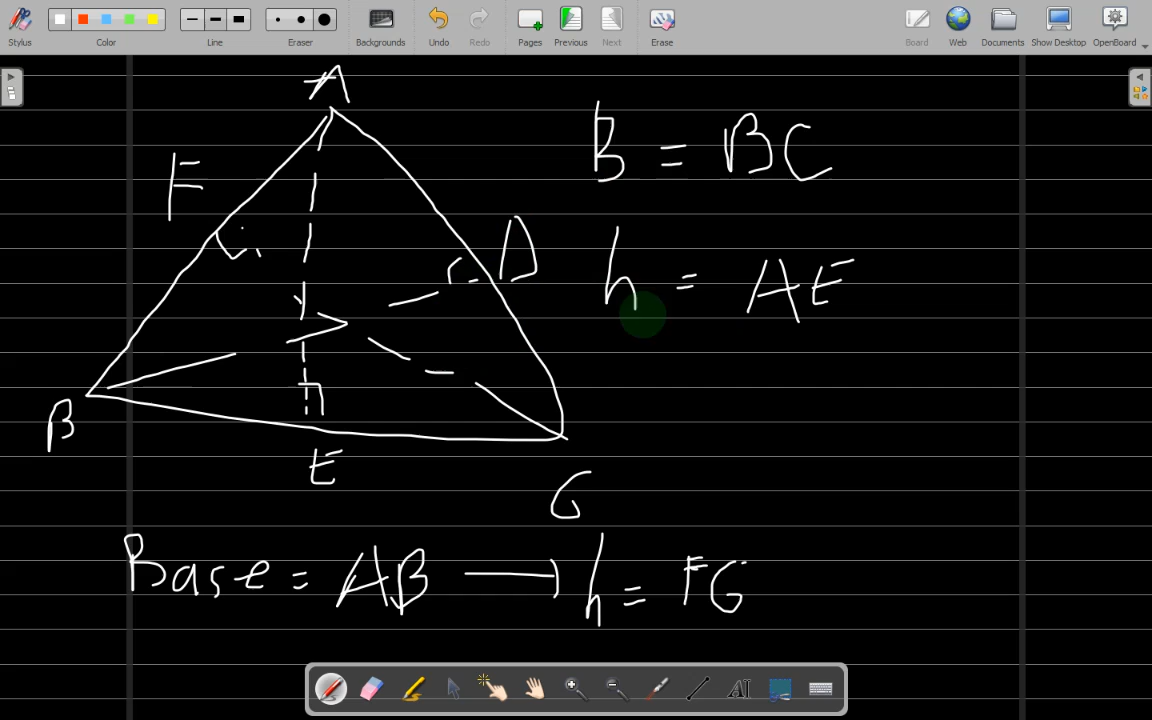 Stylus Color Line Eraser Backgrounds Undo Redo Pages Previous Next Erase Board Web Documents Show Desktop OpenBoard
A
B = BC
F
D
h = AE
B
E
C
Base = AB → h = FC